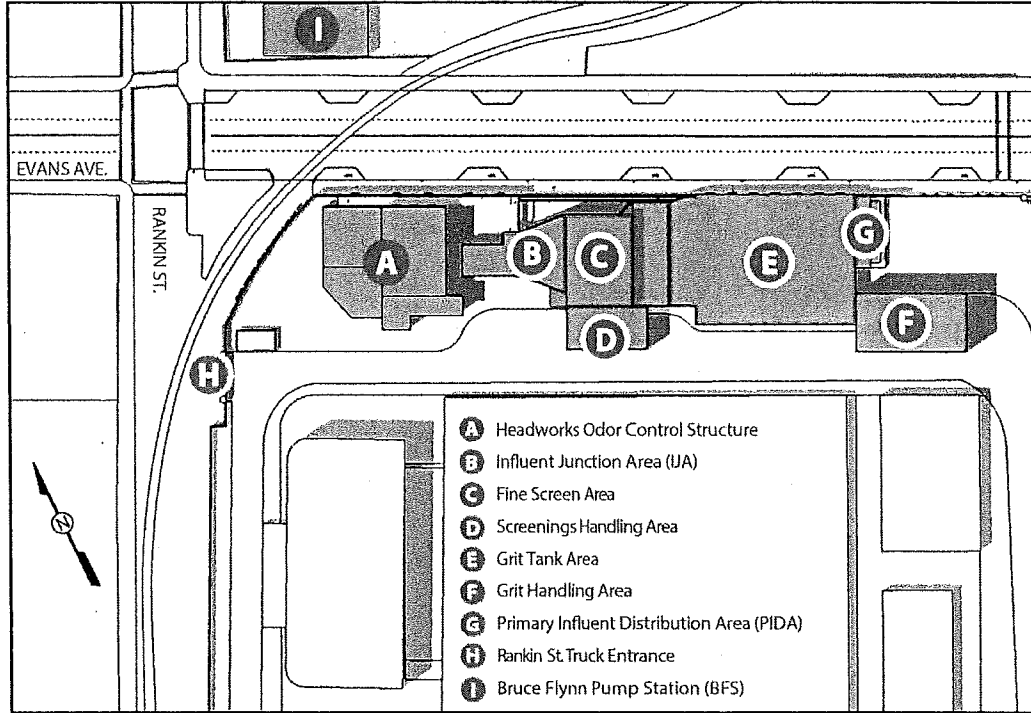 I
EVANS AVE.
RANKIN ST.
A
B
C
E
G
F
D
H
N
A Headworks Odor Control Structure
B Influent Junction Area (IJA)
C Fine Screen Area
D Screenings Handling Area
E Grit Tank Area
F Grit Handling Area
G Primary Influent Distribution Area (PIDA)
H Rankin St. Truck Entrance
I Bruce Flynn Pump Station (BFS)